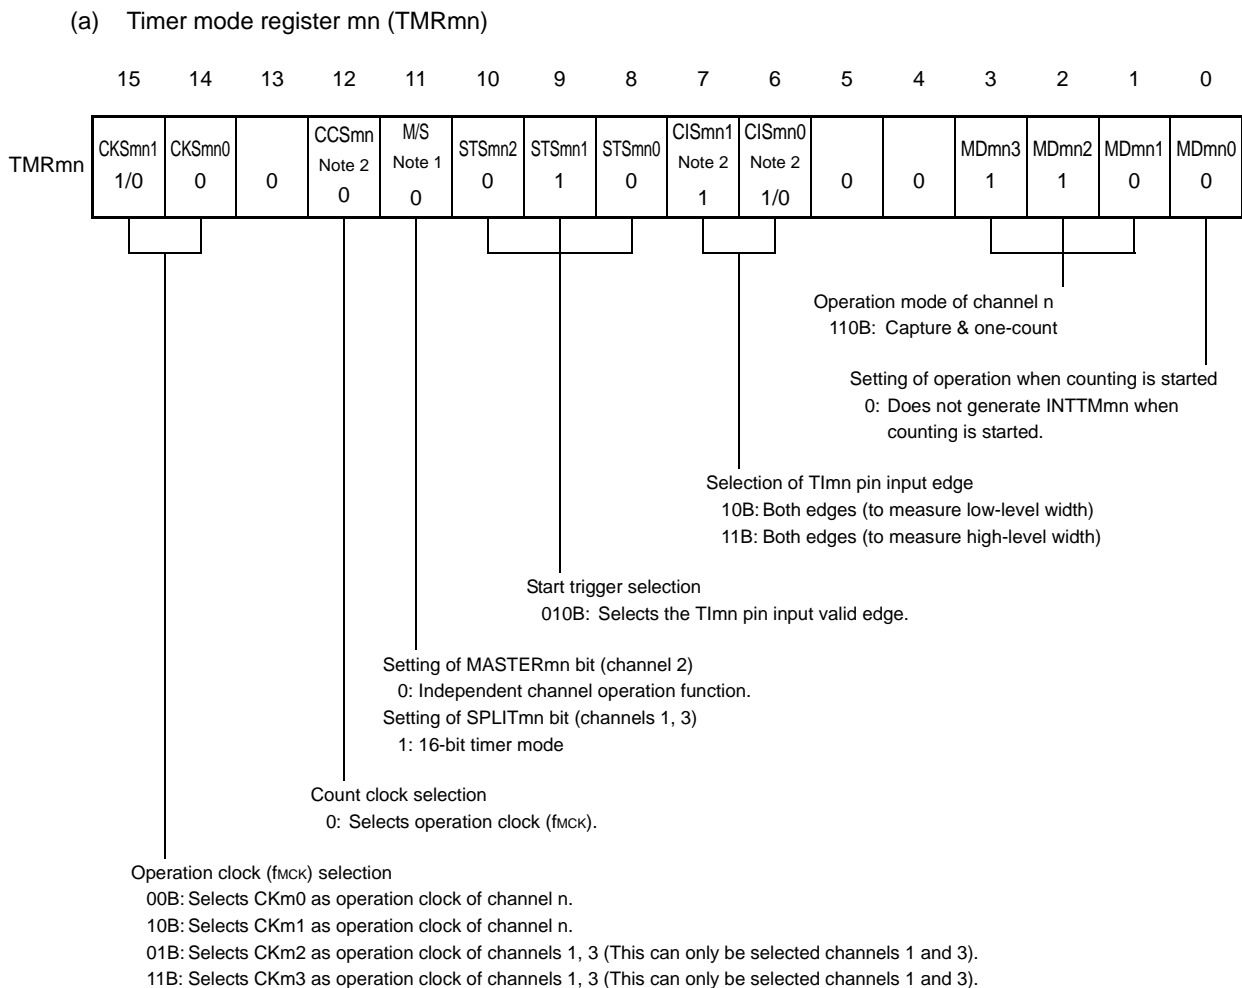 (a) Timer mode register mn (TMRmn)
15 14 13 12 11 10 9 8 7 6 5 4 3 2 1 0
TMRmn
CKSmn1 CKSmn0 CCSmn M/S STSmn2 STSmn1 STSmn0 CISmn1 CISmn0 MDmn3 MDmn2 MDmn1 MDmn0
Note 2 Note 1 Note 2 Note 2
1/0 0 0 0 0 0 1 0 1 1/0 0 0 1 1 0 0
Operation mode of channel n
110B: Capture & one-count
Setting of operation when counting is started
0: Does not generate INTTMmn when
counting is started.
Selection of TImn pin input edge
10B: Both edges (to measure low-level width)
11B: Both edges (to measure high-level width)
Start trigger selection
010B: Selects the TImn pin input valid edge.
Setting of MASTERmn bit (channel 2)
0: Independent channel operation function.
Setting of SPLITmn bit (channels 1, 3)
1: 16-bit timer mode
Count clock selection
0: Selects operation clock (fMCK).
Operation clock (fMCK) selection
00B: Selects CKm0 as operation clock of channel n.
10B: Selects CKm1 as operation clock of channel n.
01B: Selects CKm2 as operation clock of channels 1, 3 (This can only be selected channels 1 and 3).
11B: Selects CKm3 as operation clock of channels 1, 3 (This can only be selected channels 1 and 3).